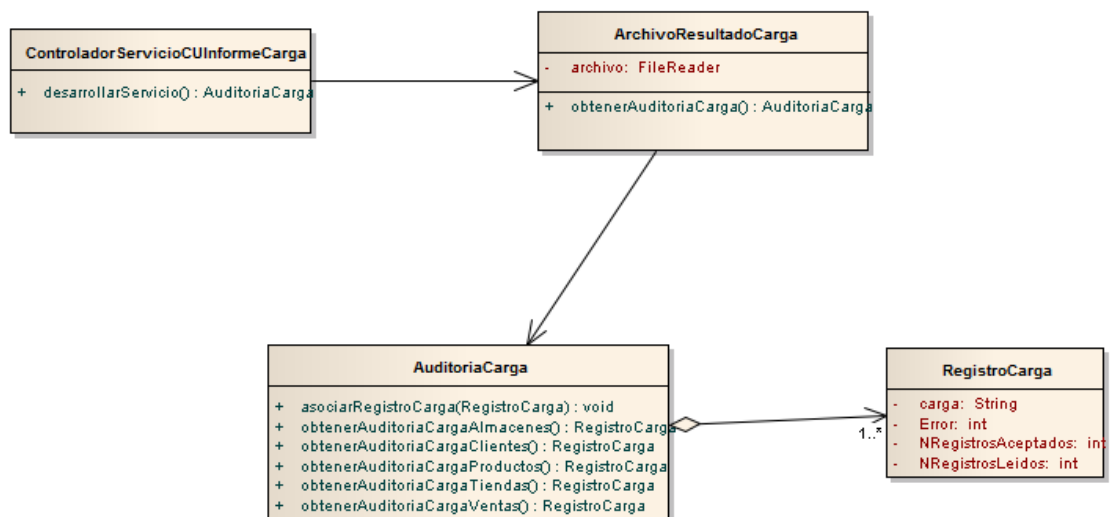 ControladorServicioCUInformeCarga
+ desarrollarServicio() : AuditoriaCarga
ArchivoResultadoCarga
- archivo: FileReader
+ obtenerAuditoriaCarga() : AuditoriaCarga
AuditoriaCarga
+ asociarRegistroCarga(RegistroCarga) : void
+ obtenerAuditoriaCargaAlmacenes() : RegistroCarga
+ obtenerAuditoriaCargaClientes() : RegistroCarga
+ obtenerAuditoriaCargaProductos() : RegistroCarga
+ obtenerAuditoriaCargaTiendas() : RegistroCarga
+ obtenerAuditoriaCargaVentas() : RegistroCarga
1..*
RegistroCarga
- carga: String
- Error: int
- NRegistrosAceptados: int
- NRegistrosLeidos: int